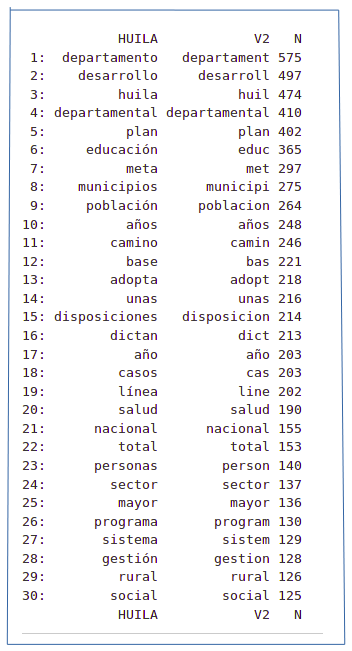 HUILA V2 N
1: departamento departament 575
2: desarrollo desarroll 497
3: huila huil 474
4: departamental departamental 410
5: plan plan 402
6: educación educ 365
7: meta met 297
8: municipios municipi 275
9: población poblacion 264
10: años años 248
11: camino camin 246
12: base bas 221
13: adopta adopt 218
14: unas unas 216
15: disposiciones disposicion 214
16: dictan dict 213
17: año año 203
18: casos cas 203
19: línea line 202
20: salud salud 190
21: nacional nacional 155
22: total total 153
23: personas person 140
24: sector sector 137
25: mayor mayor 136
26: programa program 130
27: sistema sistem 129
28: gestión gestion 128
29: rural rural 126
30: social social 125
HUILA V2 N